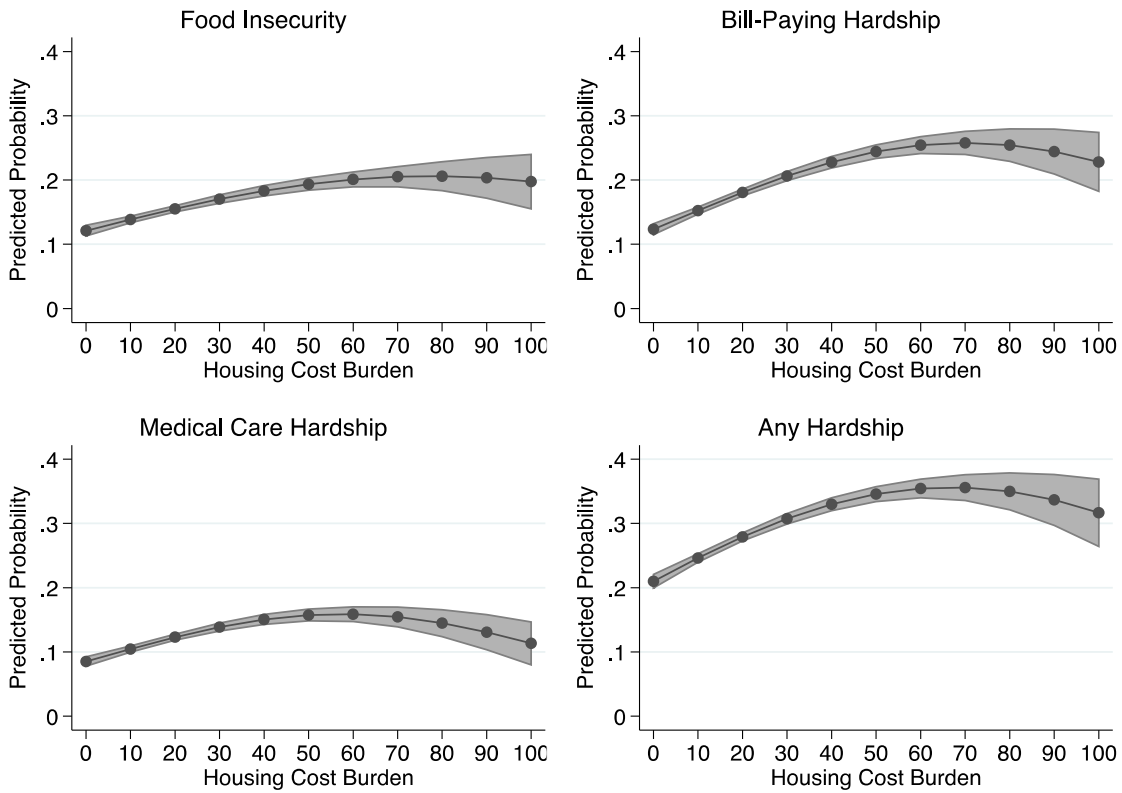 Food Insecurity
.4
.3
.2
.1
0
Predicted Probability
0 10 20 30 40 50 60 70 80 90 100
Housing Cost Burden
Bill-Paying Hardship
.4
.3
.2
.1
0
Predicted Probability
0 10 20 30 40 50 60 70 80 90 100
Housing Cost Burden
Medical Care Hardship
.4
.3
.2
.1
0
Predicted Probability
0 10 20 30 40 50 60 70 80 90 100
Housing Cost Burden
Any Hardship
.4
.3
.2
.1
0
Predicted Probability
0 10 20 30 40 50 60 70 80 90 100
Housing Cost Burden